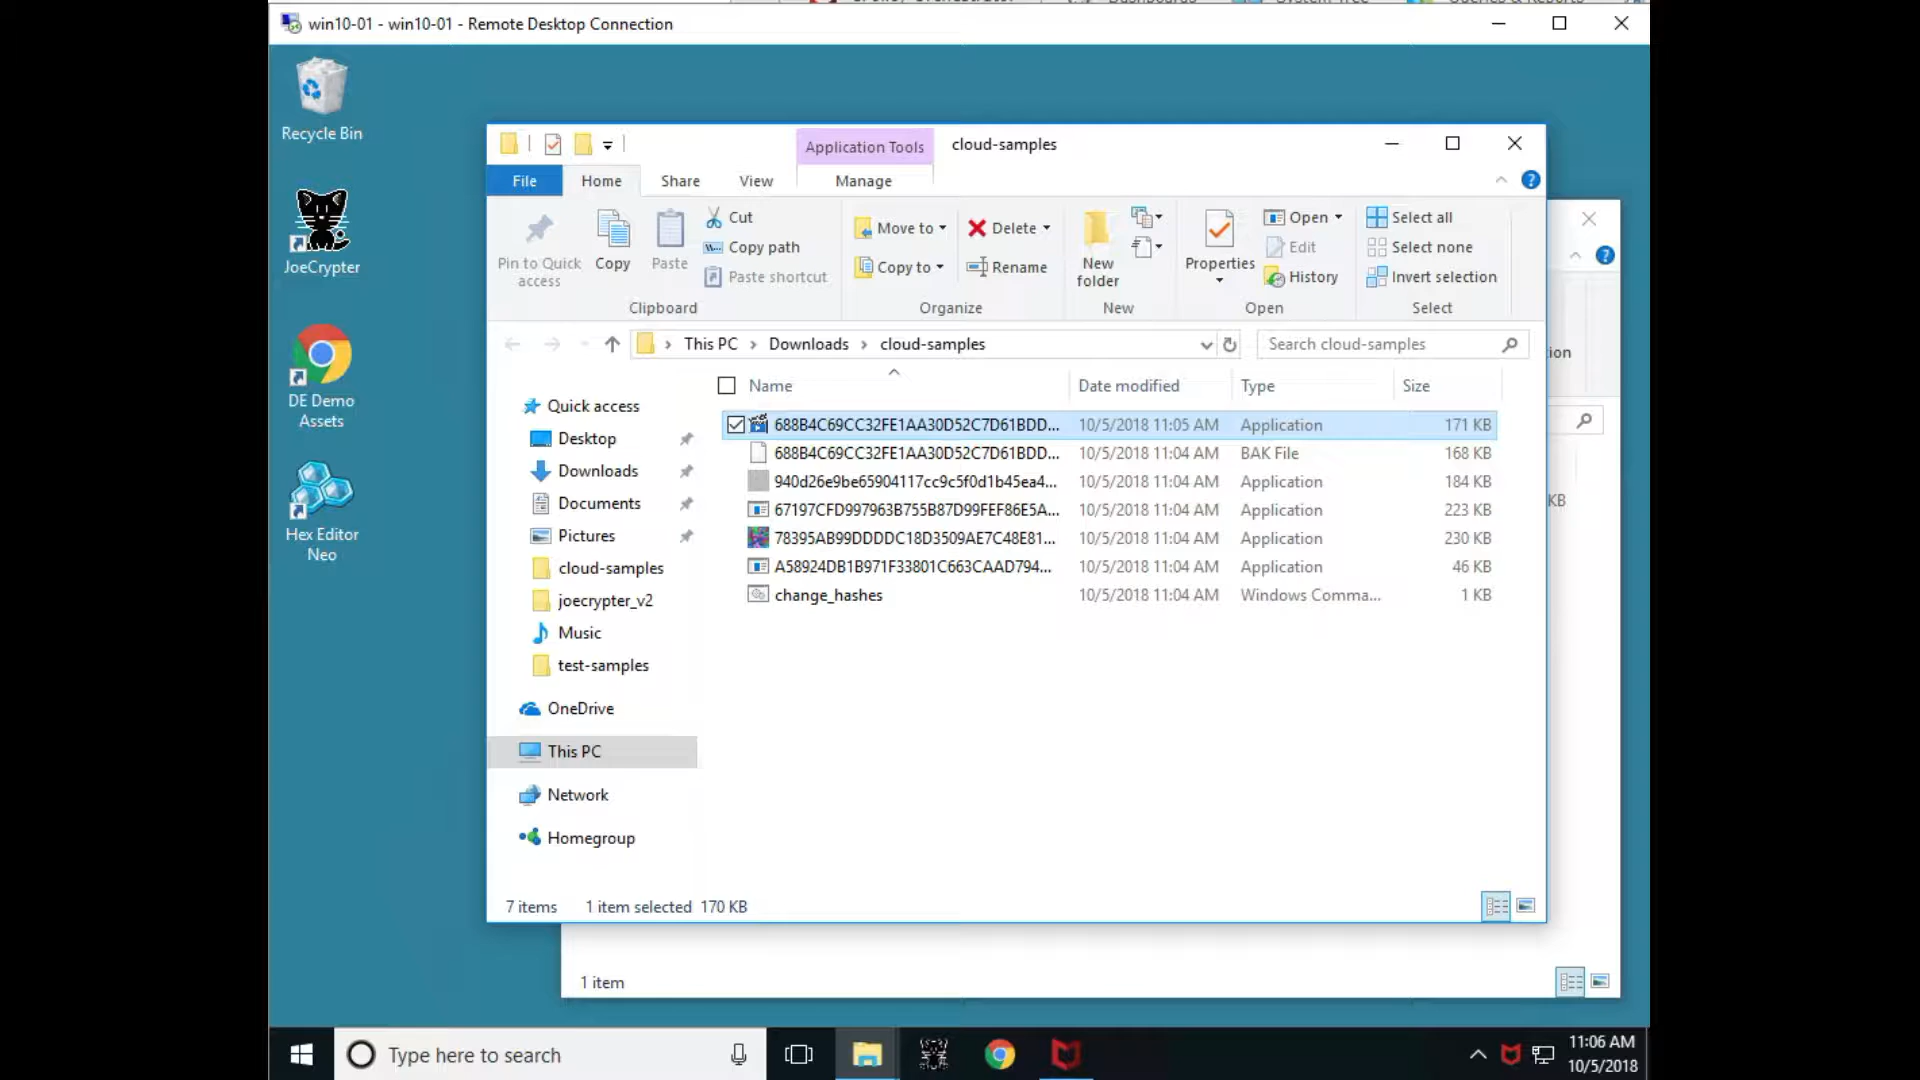 win10-01 - win10-01 - Remote Desktop Connection
Recycle Bin
JoeCrypter
DE Demo
Assets
Hex Editor
Neo
Application Tools
cloud-samples
File
Home
Share
View
Manage
Pin to Quick
access
Copy
Paste
Cut
Copy path
Paste shortcut
Clipboard
Move to
Copy to
Delete
Rename
Organize
New
folder
New
Properties
Open
Edit
History
Open
Select all
Select none
Invert selection
Select
This PC > Downloads > cloud-samples
Search cloud-samples
Quick access
Desktop
Downloads
Documents
Pictures
cloud-samples
joecrypter_v2
Music
test-samples
OneDrive
This PC
Network
Homegroup
Name Date modified Type Size
688B4C69CC32FE1AA30D52C7D61BDD... 10/5/2018 11:05 AM Application 171 KB
688B4C69CC32FE1AA30D52C7D61BDD... 10/5/2018 11:04 AM BAK File 168 KB
940d26e9be65904117cc9c5f0d1b45ea4... 10/5/2018 11:04 AM Application 184 KB
67197CFD997963B755B87D99FEF86E5A... 10/5/2018 11:04 AM Application 223 KB
78395AB99DDDDC18D3509AE7C48E81... 10/5/2018 11:04 AM Application 230 KB
A58924DB1B971F33801C663CAAD794... 10/5/2018 11:04 AM Application 46 KB
change_hashes 10/5/2018 11:04 AM Windows Comma... 1 KB
7 items 1 item selected 170 KB
tion
KB
1 item
Type here to search
11:06 AM
10/5/2018